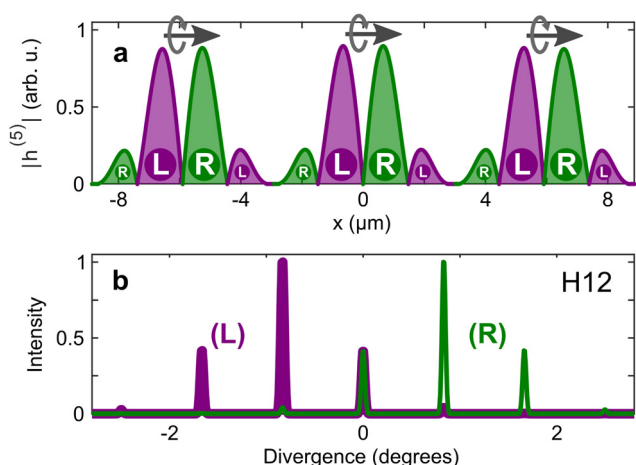 a
|h(5)| (arb. u.)
1
0.5
0
R L R L R L R L R L R L
-8 -4 0 4 8
x (µm)
b
H12
Intensity
1
0.5
0
(L) (R)
-2 0 2
Divergence (degrees)